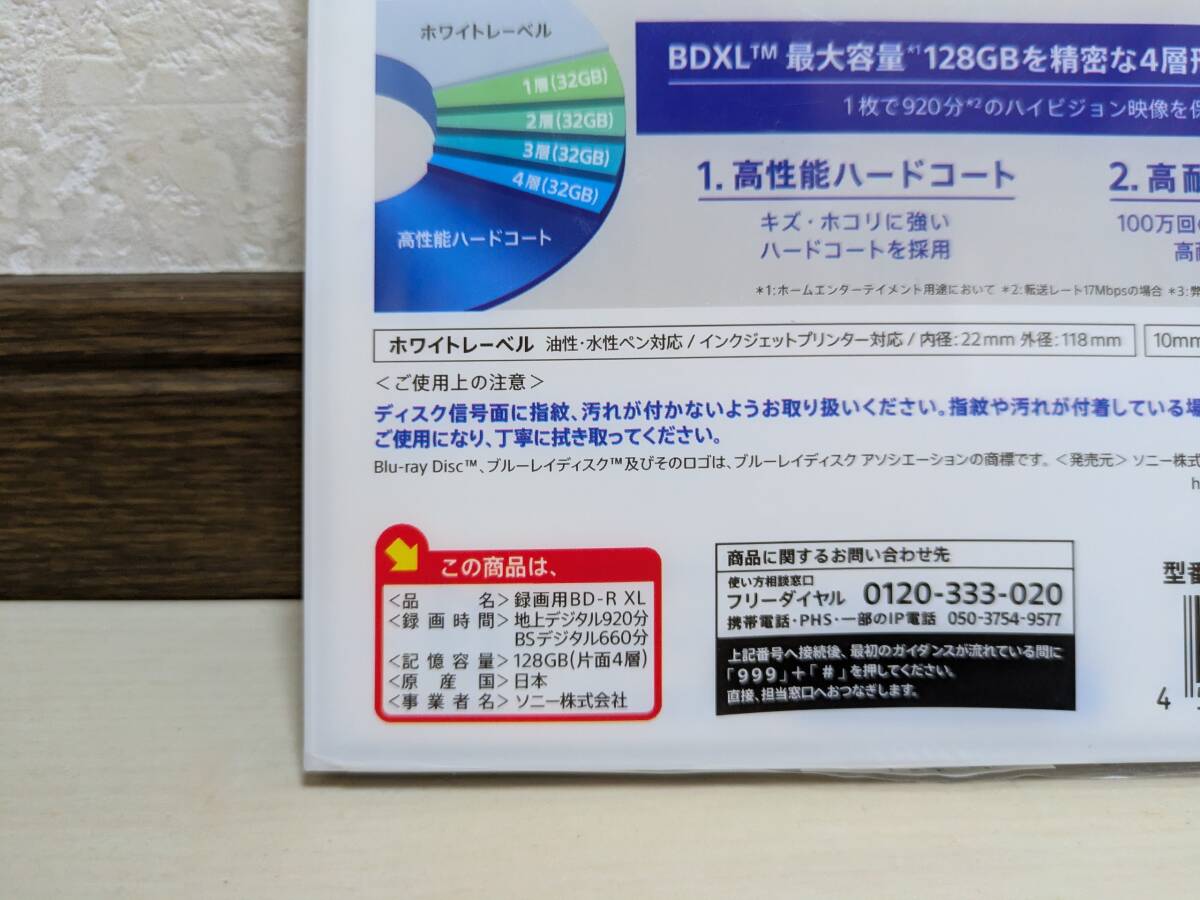 ホワイトレーベル
1層(32GB)
2層(32GB)
3層(32GB)
4層(32GB)
高性能ハードコート
BDXL™ 最大容量*1 128GBを精密な4層
1枚で920分*2のハイビジョン映像を
1. 高性能ハードコート
キズ・ホコリに強い
ハードコートを採用
2. 高耐
100万回
高
*1:ホームエンターテイメント用途において *2:転送レート17Mbpsの場合 *3:弊
ホワイトレーベル 油性・水性ペン対応 / インクジェットプリンター対応 / 内径:22mm 外径:118mm
10mm
＜ご使用上の注意＞
ディスク信号面に指紋、汚れが付かないようお取り扱いください。指紋や汚れが付着している場
ご使用になり、丁寧に拭き取ってください。
Blu-ray Disc™、ブルーレイディスク™及びそのロゴは、ブルーレイディスク アソシエーションの商標です。＜発売元＞ソニー株式
h
この商品は、
＜品名＞録画用BD-R XL
＜録画時間＞地上デジタル920分
BSデジタル660分
＜記憶容量＞128GB(片面4層)
＜原産国＞日本
＜事業者名＞ソニー株式会社
商品に関するお問い合わせ先
使い方相談窓口
フリーダイヤル 0120-333-020
携帯電話・PHS・一部のIP電話 050-3754-9577
上記番号へ接続後、最初のガイダンスが流れている間に
「999」+「#」を押してください。
直接、担当窓口へおつなぎします。
型番
4